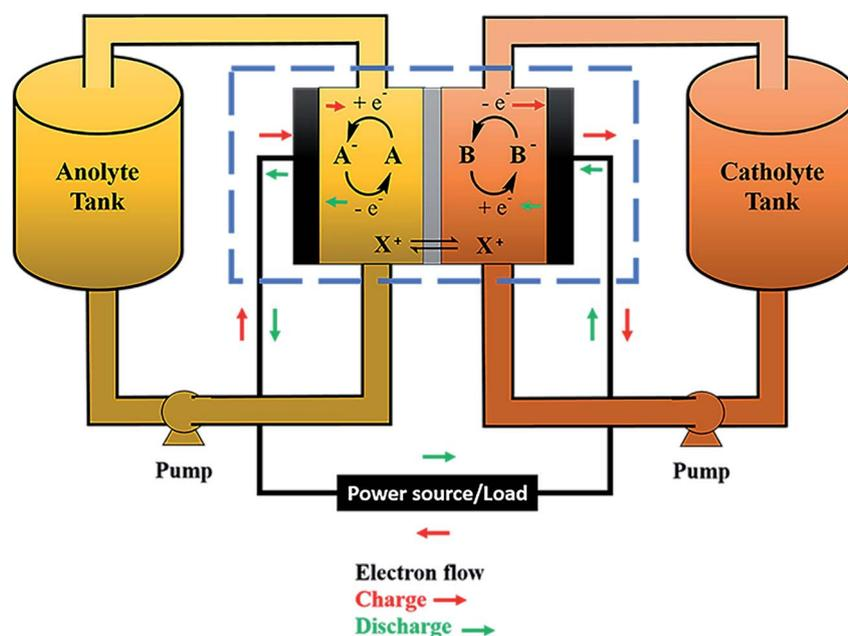 Anolyte
Tank
+ e⁻
A⁻ A
- e⁻
X⁺
- e⁻
B B⁻
+ e⁻
X⁺
Catholyte
Tank
Pump
Pump
Power source/Load
Electron flow
Charge
Discharge